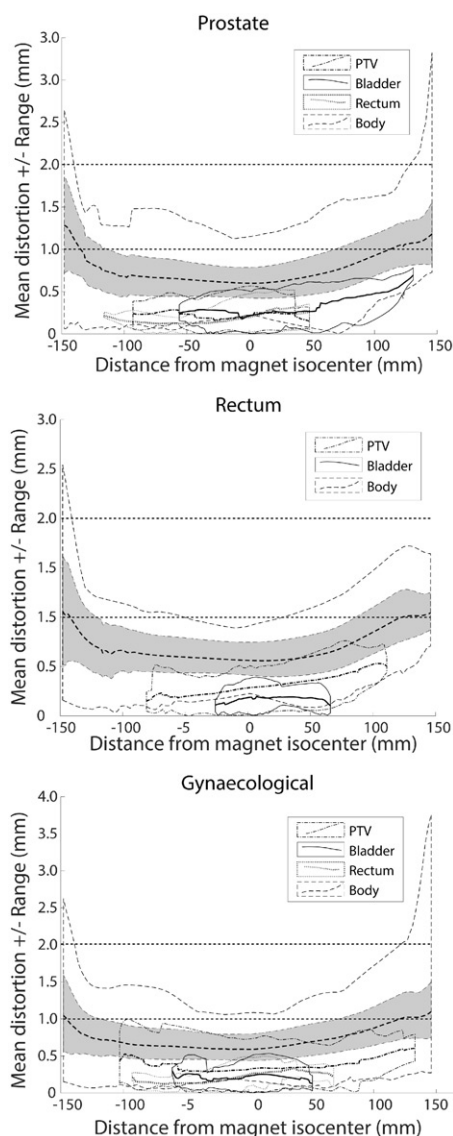 Prostate
Mean distortion +/- Range (mm)
3.0
3.0
2.5
2.0
1.5
1.0
0.5
0
PTV
Bladder
Rectum
Body
-150 -100 -50 0 50 100 150
Distance from magnet isocenter (mm)
Rectum
Mean distortion +/- Range (mm)
3.0
2.5
2.0
1.5
0.5
0
PTV
Bladder
Body
-150 -100 -50 0 50 100 150
Distance from magnet isocenter (mm)
Gynaecological
Mean distortion +/- Range (mm)
4.0
3.5
3.0
2.5
2.0
1.5
1.0
0.5
0
PTV
Bladder
Rectum
Body
-150 -100 -50 0 50 100 150
Distance from magnet isocenter (mm)